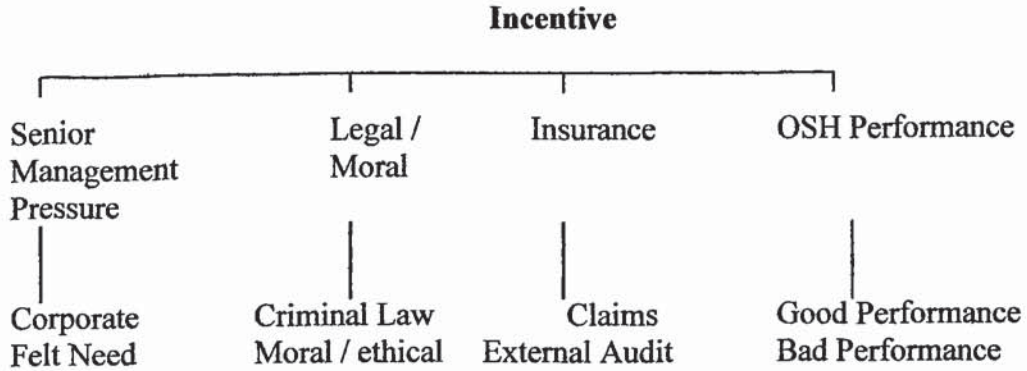 Incentive
Senior
Management
Pressure
Legal /
Moral
Insurance
OSH Performance
Corporate
Felt Need
Criminal Law
Moral / ethical
Claims
External Audit
Good Performance
Bad Performance